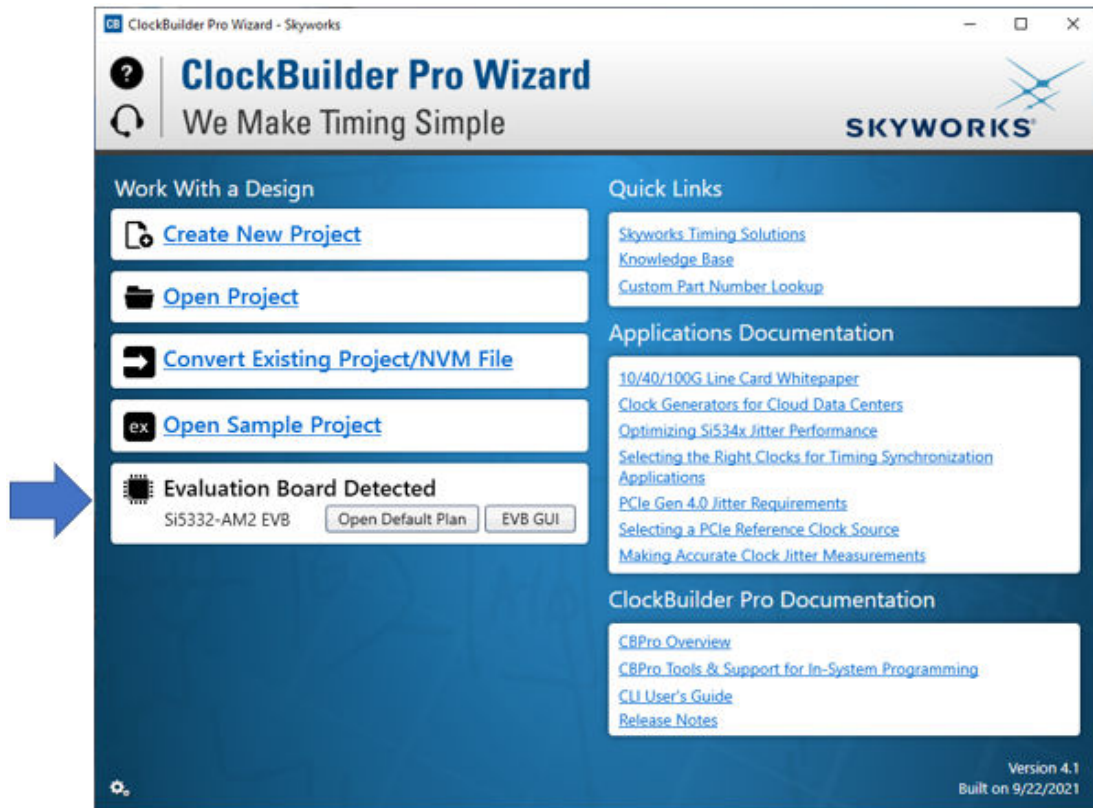 CB ClockBuilder Pro Wizard - Skyworks
? ClockBuilder Pro Wizard
We Make Timing Simple
SKYWORKS®
Work With a Design
Create New Project
Open Project
Convert Existing Project/NVM File
ex Open Sample Project
Evaluation Board Detected
Si5332-AM2 EVB Open Default Plan EVB GUI
Quick Links
Skyworks Timing Solutions
Knowledge Base
Custom Part Number Lookup
Applications Documentation
10/40/100G Line Card Whitepaper
Clock Generators for Cloud Data Centers
Optimizing Si534x Jitter Performance
Selecting the Right Clocks for Timing Synchronization
Applications
PCIe Gen 4.0 Jitter Requirements
Selecting a PCIe Reference Clock Source
Making Accurate Clock Jitter Measurements
ClockBuilder Pro Documentation
CBPro Overview
CBPro Tools & Support for In-System Programming
CLI User's Guide
Release Notes
Version 4.1
Built on 9/22/2021